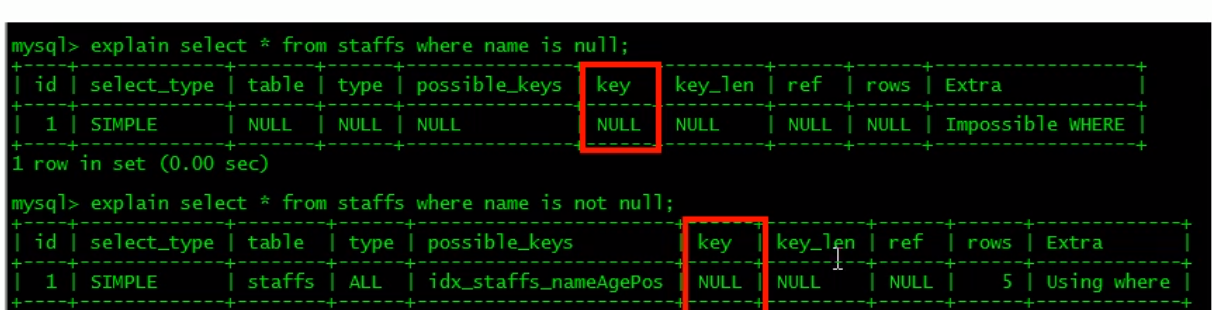 mysql> explain select * from staffs where name is null;
+----+-------------+-------+------+---------------+------+---------+------+------+------------------+
| id | select_type | table | type | possible_keys | key | key_len | ref | rows | Extra |
+----+-------------+-------+------+---------------+------+---------+------+------+------------------+
| 1 | SIMPLE | NULL | NULL | NULL | NULL | NULL | NULL | NULL | Impossible WHERE |
+----+-------------+-------+------+---------------+------+---------+------+------+------------------+
1 row in set (0.00 sec)
mysql> explain select * from staffs where name is not null;
+----+-------------+--------+------+-----------------------+------+---------+------+------+-------------+
| id | select_type | table | type | possible_keys | key | key_len | ref | rows | Extra |
+----+-------------+--------+------+-----------------------+------+---------+------+------+-------------+
| 1 | SIMPLE | staffs | ALL | idx_staffs_nameAgePos | NULL | NULL | NULL | 5 | Using where |
+----+-------------+--------+------+-----------------------+------+---------+------+------+-------------+